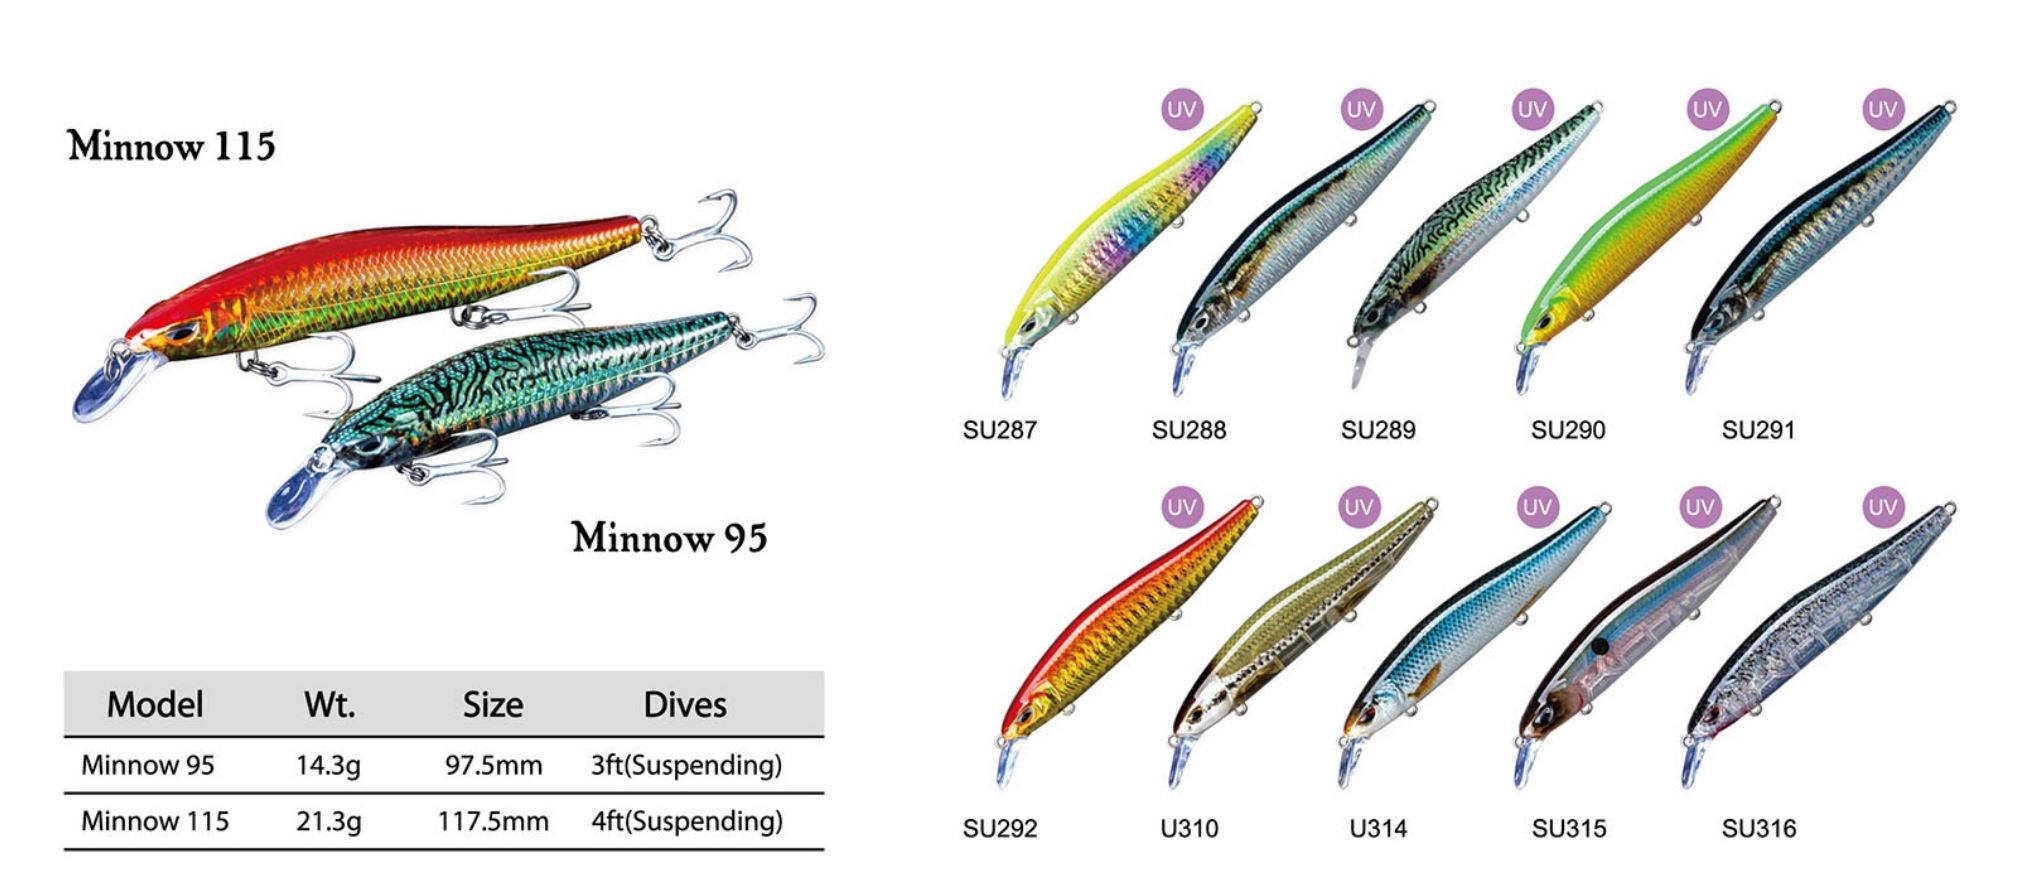 Minnow 115
Minnow 95
Model Wt. Size Dives
Minnow 95 14.3g 97.5mm 3ft(Suspending)
Minnow 115 21.3g 117.5mm 4ft(Suspending)
UV UV UV UV UV
SU287 SU288 SU289 SU290 SU291
UV UV UV UV UV
SU292 U310 U314 SU315 SU316